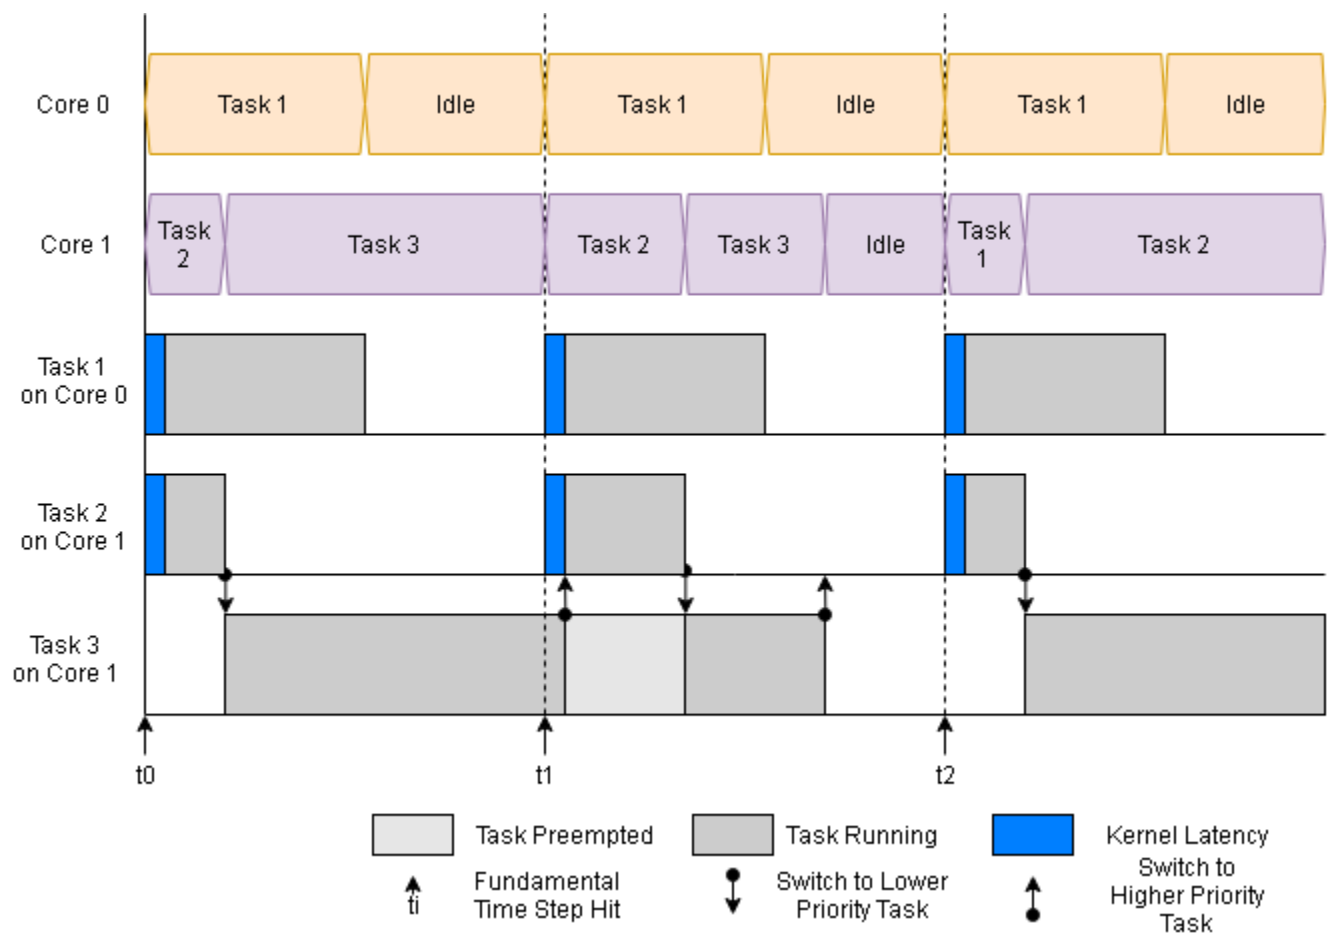 Core 0
Task 1
Idle
Task 1
Idle
Task 1
Idle
Core 1
Task
2
Task 3
Task 2
Task 3
Idle
Task
1
Task 2
Task 1
on Core 0
Task 2
on Core 1
Task 3
on Core 1
t0
t1
t2
Task Preempted
Task Running
Kernel Latency
ti
Fundamental
Time Step Hit
Switch to Lower
Priority Task
Switch to
Higher Priority
Task